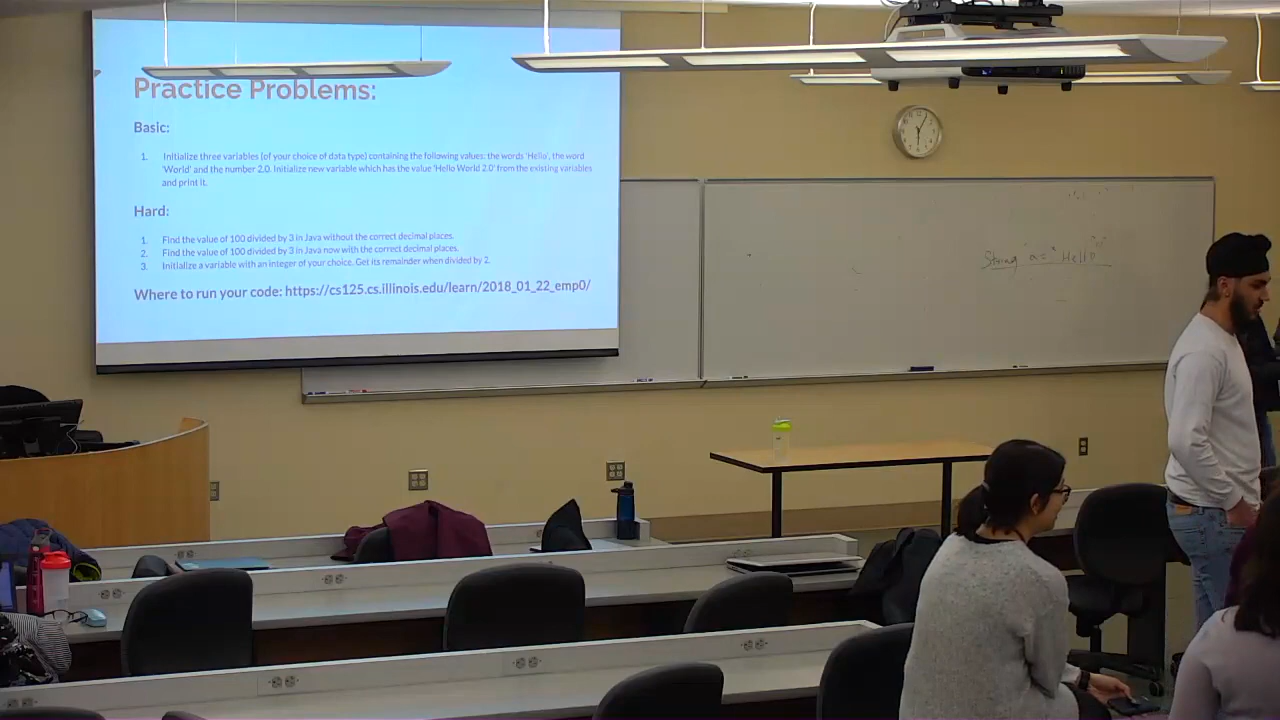 Practice Problems:
Basic:
1. Initialize three variables (of your choice of data type) containing the following values: the words 'Hello', the word
'World' and the number 2.0. Initialize new variable which has the value 'Hello World 2.0' from the existing variables
and print it.
Hard:
1. Find the value of 100 divided by 3 in Java without the correct decimal places.
2. Find the value of 100 divided by 3 in Java now with the correct decimal places.
3. Initialize a variable with an integer of your choice. Get its remainder when divided by 2.
Where to run your code: https://cs125.cs.illinois.edu/learn/2018_01_22_emp0/
String a = "Hello"